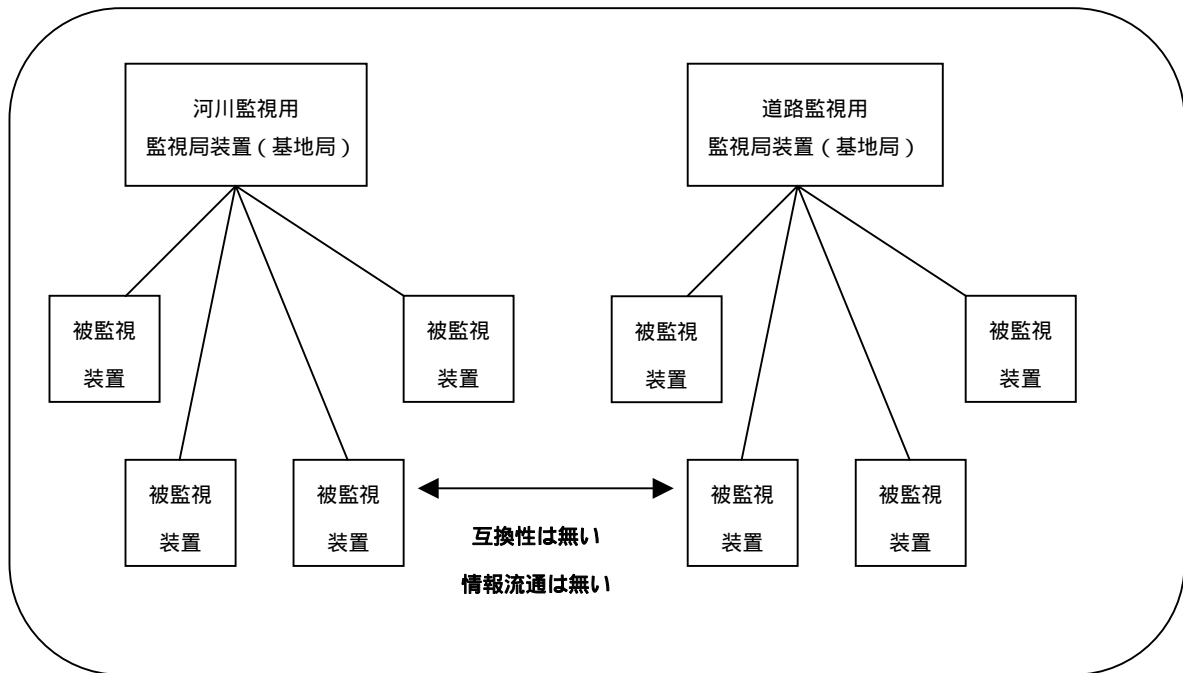 河川監視用
監視局装置（基地局）
道路監視用
監視局装置（基地局）
被監視
装置
被監視
装置
被監視
装置
被監視
装置
被監視
装置
被監視
装置
被監視
装置
被監視
装置
互換性は無い
情報流通は無い